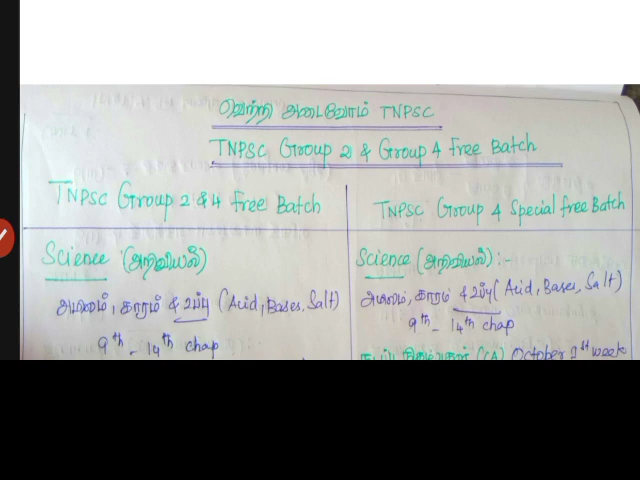 வெற்றி அடைவோம் TNPSC
TNPSC Group 2 & Group 4 free Batch
TNPSC Group 2 & 4 Free Batch
Science (அறிவியல்)
அமிலம், காரம் & உப்பு (Acid, Bases, Salt)
9th - 14th chap
TNPSC Group 4 Special free Batch
Science (அறிவியல்) :-
அமிலம், காரம் & உப்பு (Acid, Bases, Salt)
9th - 14th chap
(CA) October 1st week